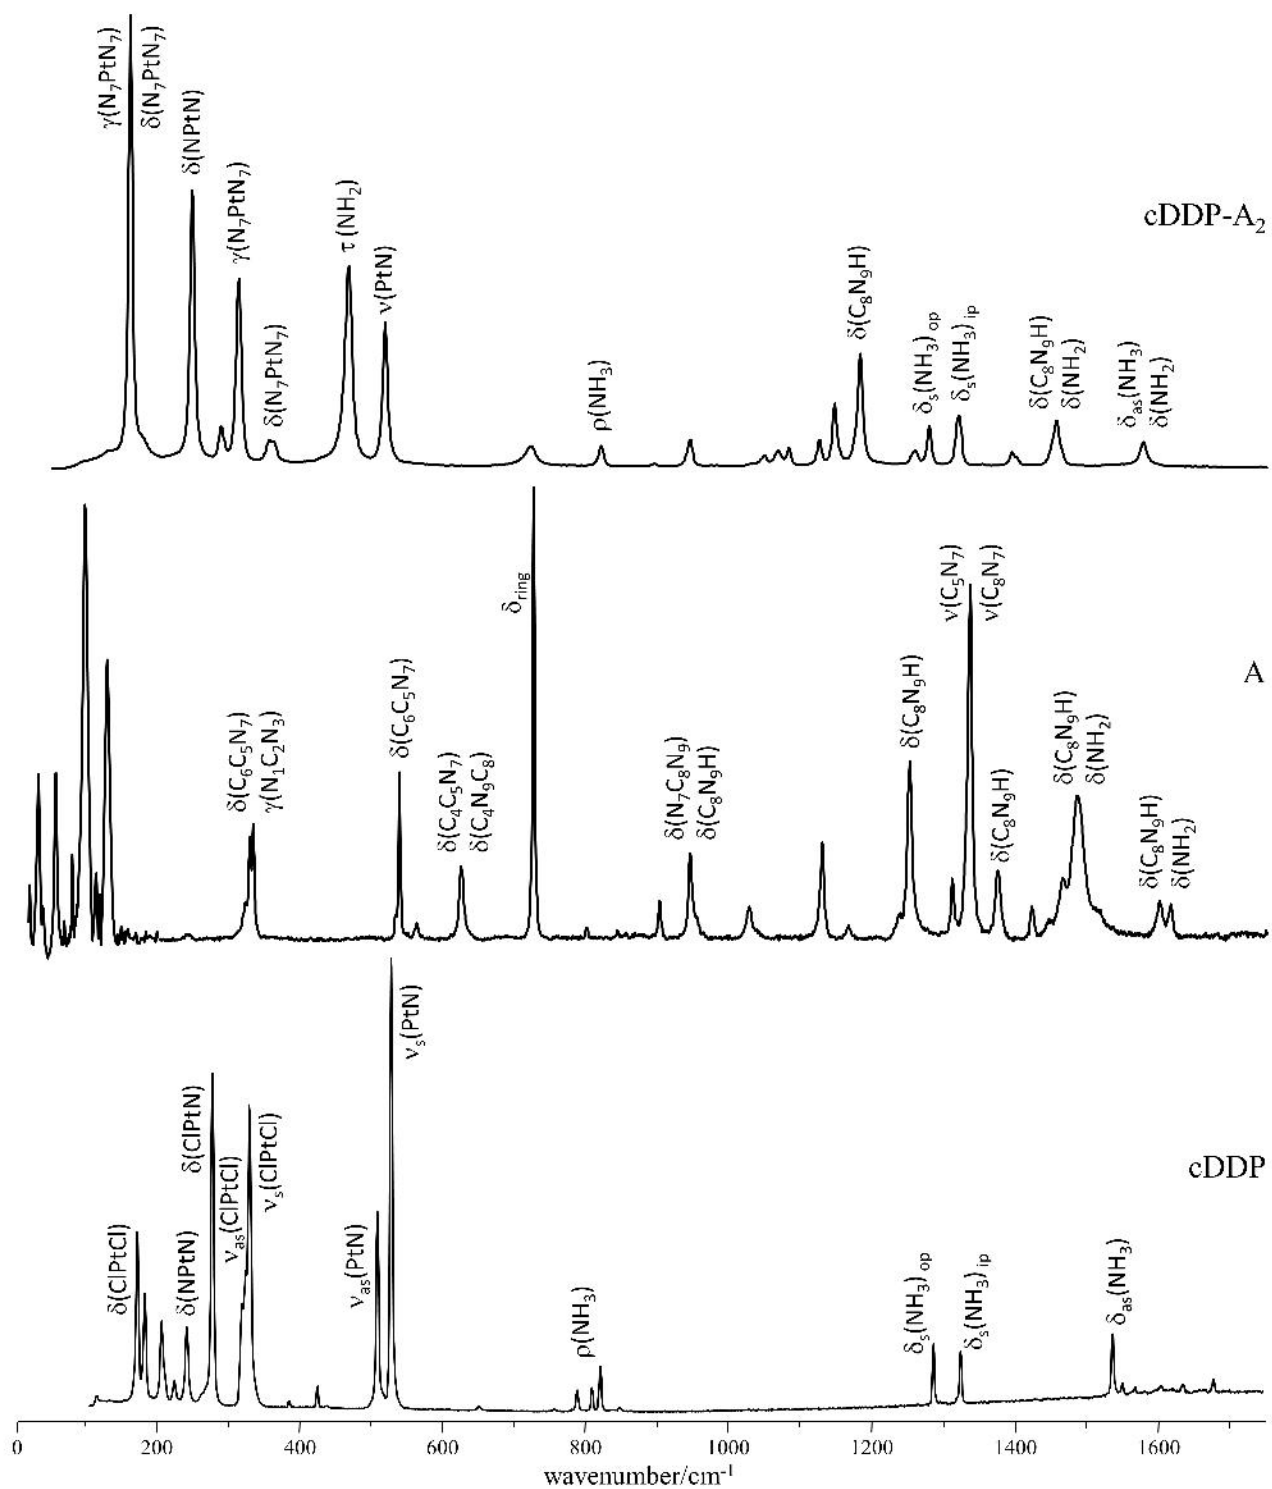 γ(N₇PtN₇)
δ(N₇PtN₇)
δ(NPtN)
γ(N₇PtN₇)
δ(N₇PtN₇)
τ(NH₂)
ν(PtN)
ρ(NH₃)
δ(C₈N₉H)
δₛ(NH₃)ₒₚ
δₛ(NH₃)ᵢₚ
δ(C₈N₉H)
δ(NH₂)
δₐₛ(NH₃)
δ(NH₂)
cDDP-A₂
δ(C₆C₅N₇)
γ(N₁C₂N₃)
δ(C₆C₅N₇)
δ(C₄C₅N₇)
δ(C₄N₉C₈)
δring
δ(N₇C₈N₉)
δ(C₈N₉H)
δ(C₈N₉H)
ν(C₅N₇)
ν(C₈N₇)
δ(C₈N₉H)
δ(C₈N₉H)
δ(NH₂)
δ(C₈N₉H)
δ(NH₂)
A
δ(ClPtCl)
δ(NPtN)
δ(ClPtN)
νₐₛ(ClPtCl)
νₛ(ClPtCl)
νₐₛ(PtN)
νₛ(PtN)
ρ(NH₃)
δₛ(NH₃)ₒₚ
δₛ(NH₃)ᵢₚ
δₐₛ(NH₃)
cDDP
0 200 400 600 800 1000 1200 1400 1600
wavenumber/cm⁻¹